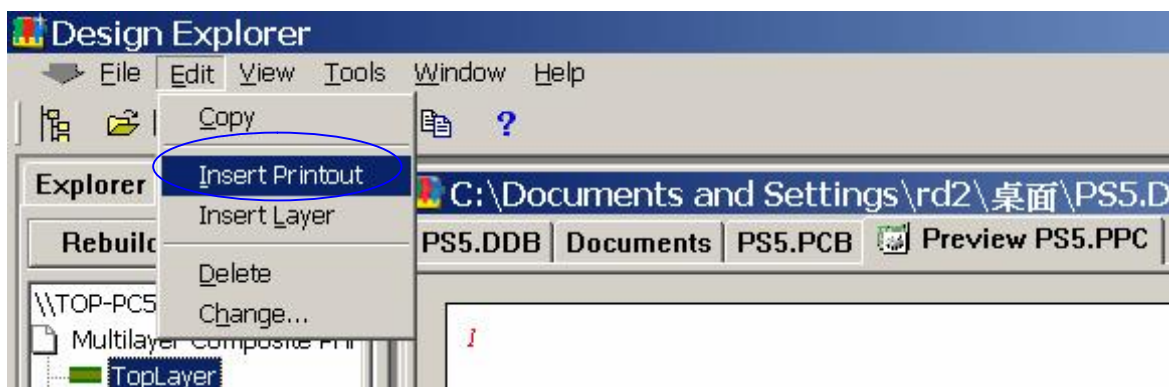 Design Explorer
File Edit View Tools Window Help
Copy
?
Insert Printout
Explorer
C:\Documents and Settings\rd2\桌面\PS5.D
Insert Layer
Rebuild
PS5.DDB Documents PS5.PCB Preview PS5.PPC
Delete
\\TOP-PC5
Change...
Multilayer Composite
1
TopLayer